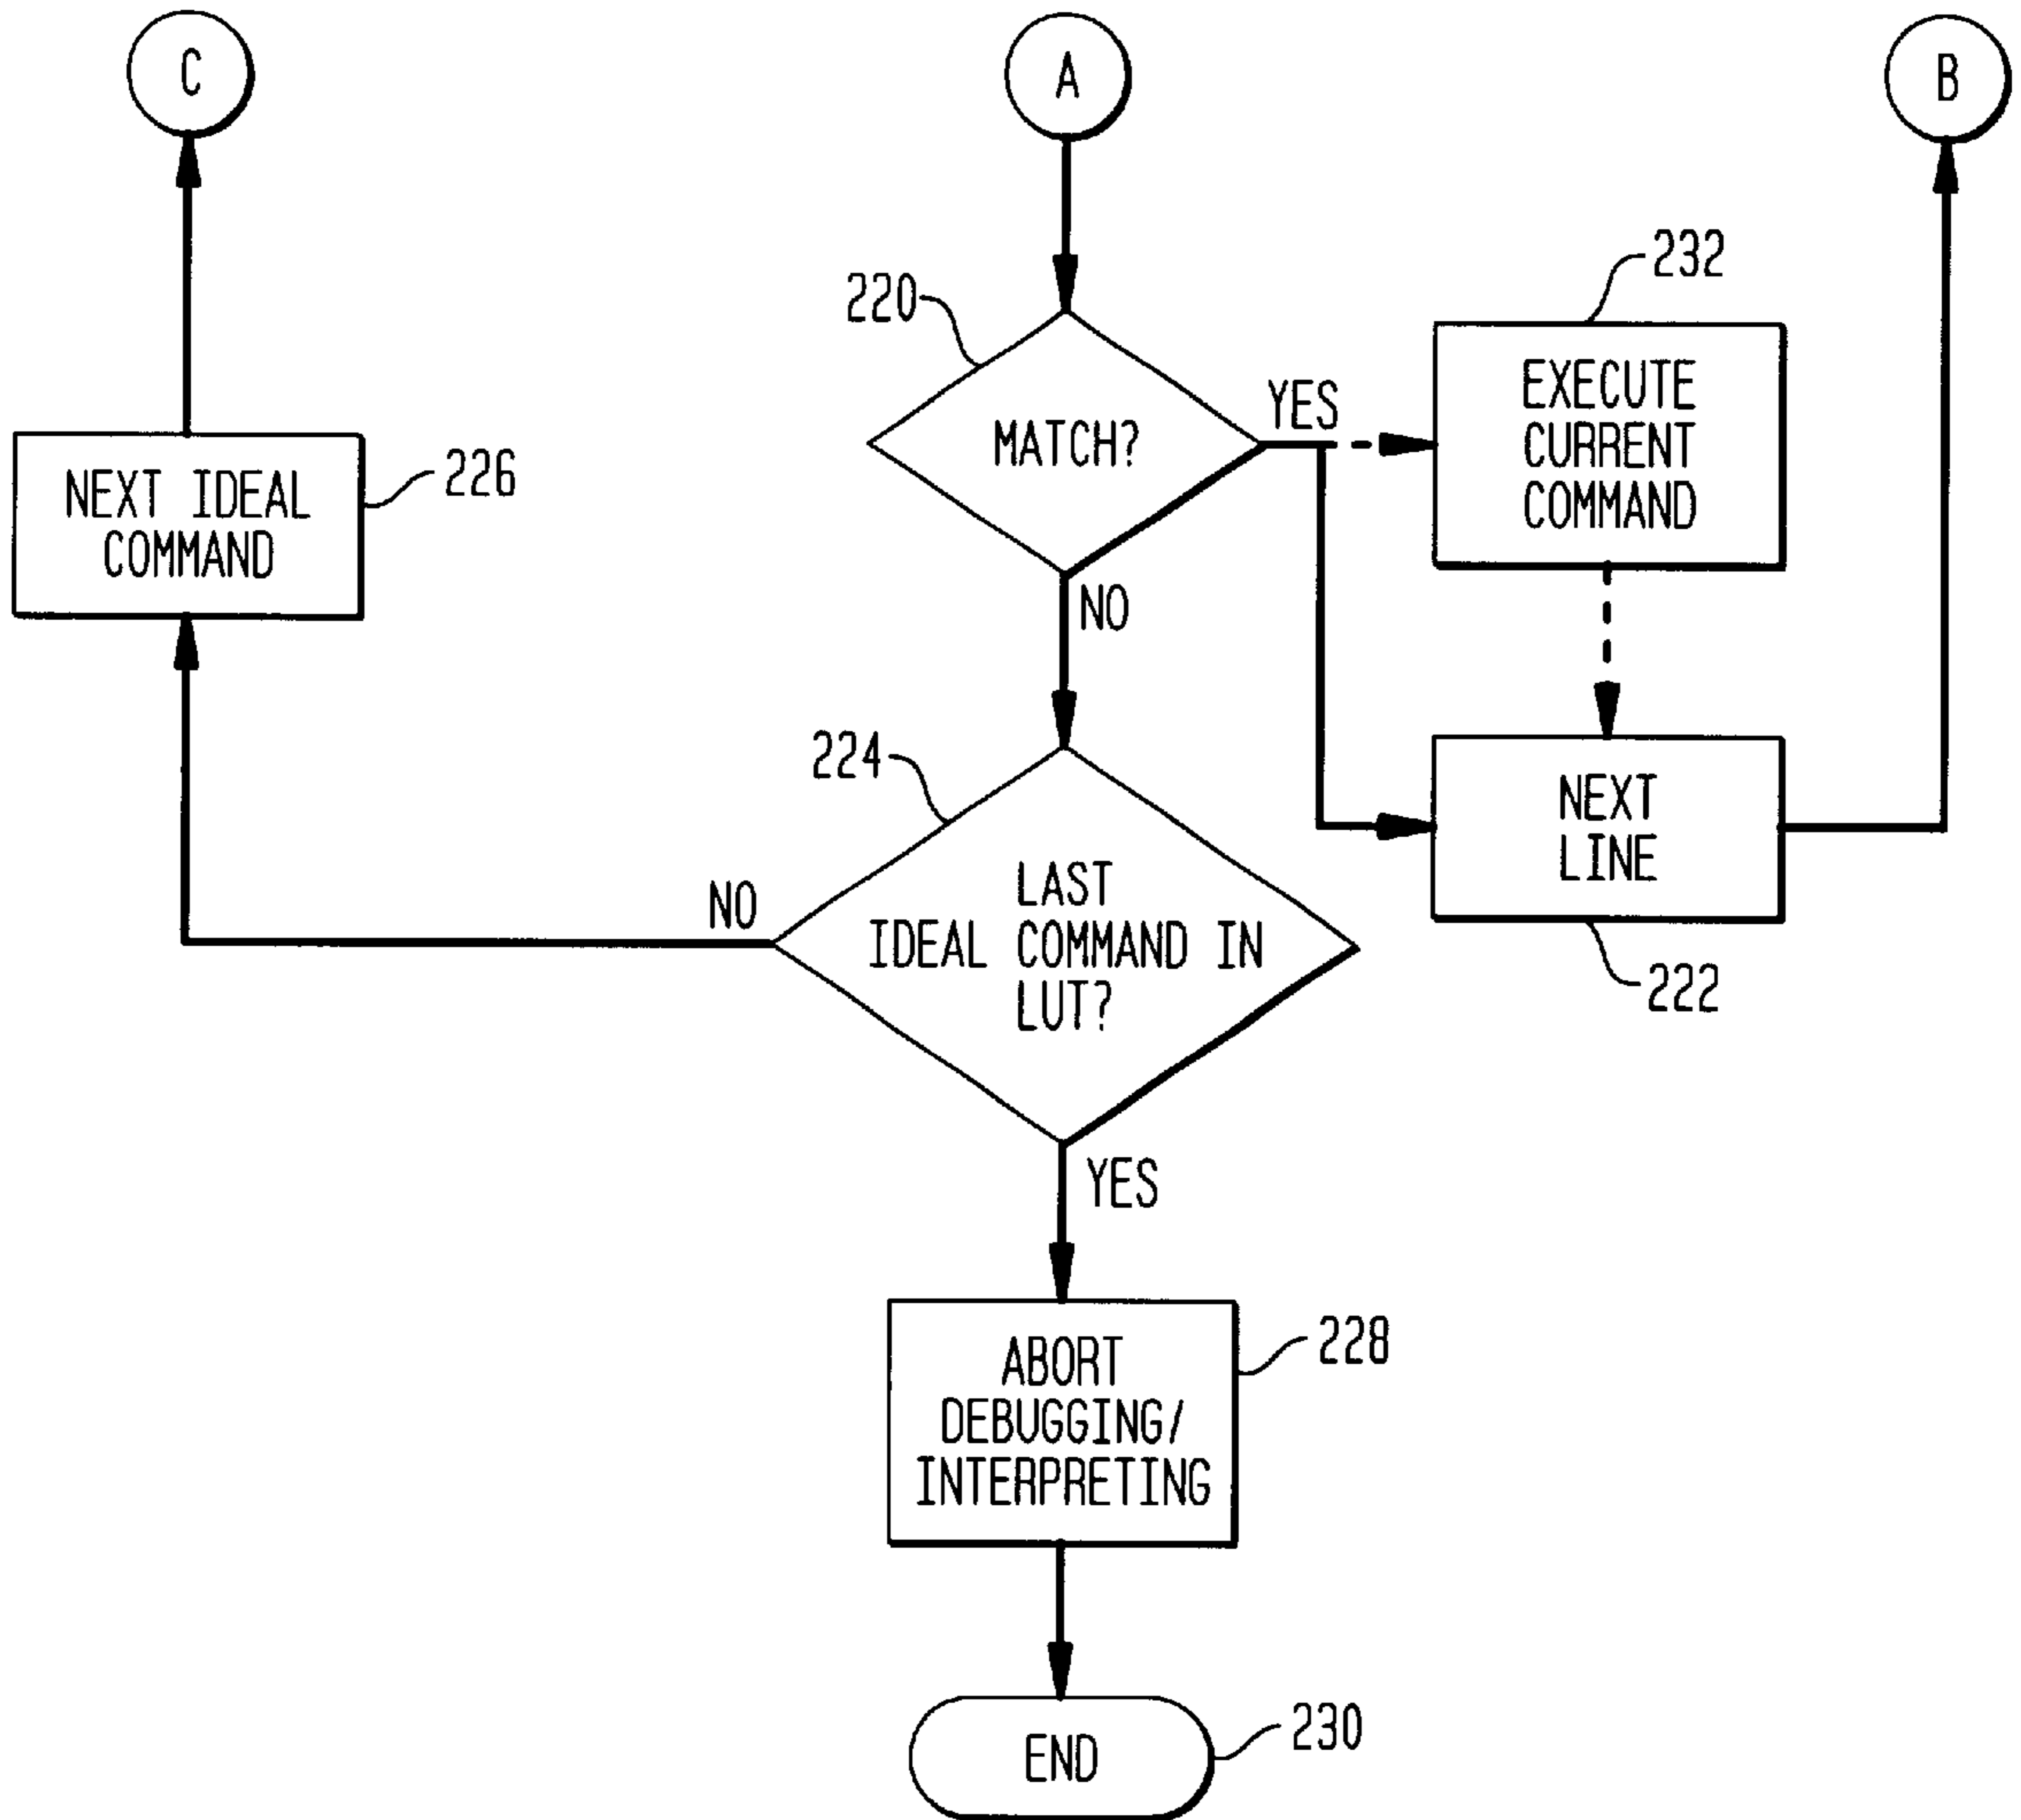 C
A
B
232
220
EXECUTE
CURRENT
COMMAND
YES
MATCH?
226
NEXT IDEAL
COMMAND
NO
224
NEXT
LINE
LAST
IDEAL COMMAND IN
LUT?
NO
222
YES
228
ABORT
DEBUGGING/
INTERPRETING
230
END